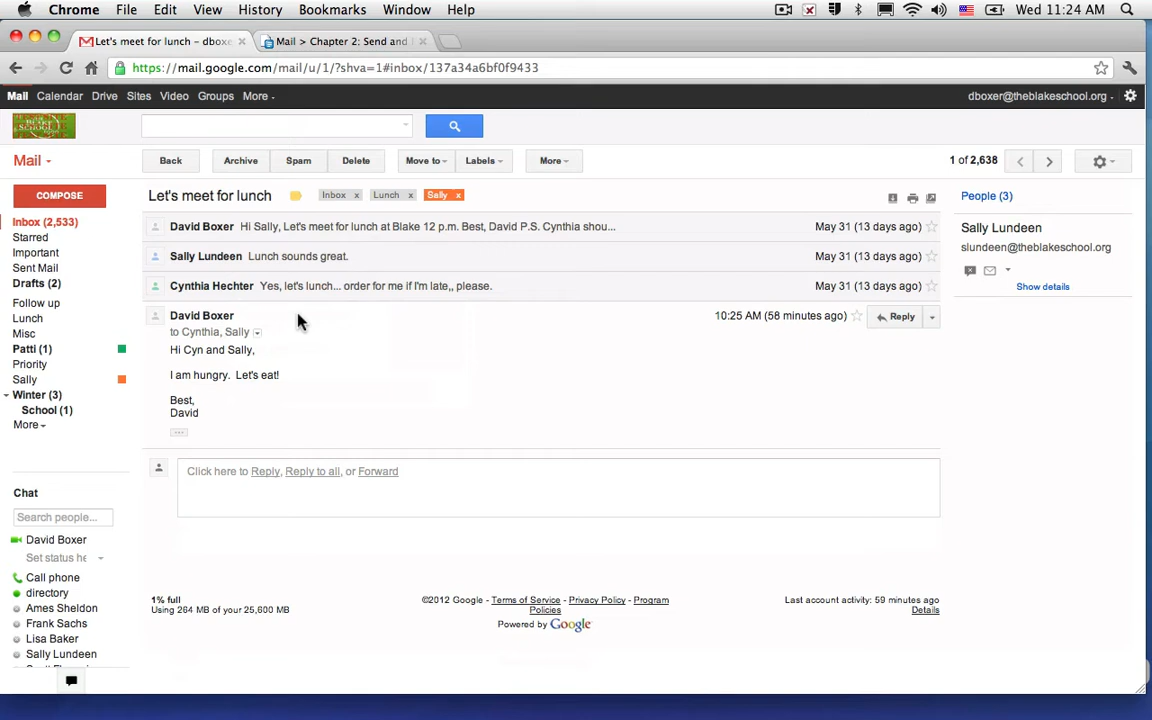 Chrome File Edit View History Bookmarks Window Help Wed 11:24 AM
Let's meet for lunch – dboxe Mail > Chapter 2: Send and
https://mail.google.com/mail/u/1/?shva=1#inbox/137a34a6bf0f9433
Mail Calendar Drive Sites Video Groups More dboxer@theblakeschool.org
Mail Back Archive Spam Delete Move to Labels More 1 of 2,638
COMPOSE
Inbox (2,533)
Starred
Important
Sent Mail
Drafts (2)
Follow up
Lunch
Misc
Patti (1)
Priority
Sally
Winter (3)
School (1)
More
Chat
Search people...
David Boxer
Set status he
Call phone
directory
Ames Sheldon
Frank Sachs
Lisa Baker
Sally Lundeen
Let's meet for lunch Inbox x Lunch x Sally x
David Boxer Hi Sally, Let's meet for lunch at Blake 12 p.m. Best, David P.S. Cynthia shou... May 31 (13 days ago)
Sally Lundeen Lunch sounds great. May 31 (13 days ago)
Cynthia Hechter Yes, let's lunch... order for me if I'm late,, please. May 31 (13 days ago)
David Boxer 10:25 AM (58 minutes ago) Reply
to Cynthia, Sally
Hi Cyn and Sally,
I am hungry. Let's eat!
Best,
David
...
Click here to Reply, Reply to all, or Forward
1% full
Using 264 MB of your 25,600 MB
©2012 Google - Terms of Service - Privacy Policy - Program
Policies
Powered by Google
Last account activity: 59 minutes ago
Details
People (3)
Sally Lundeen
slundeen@theblakeschool.org
Show details